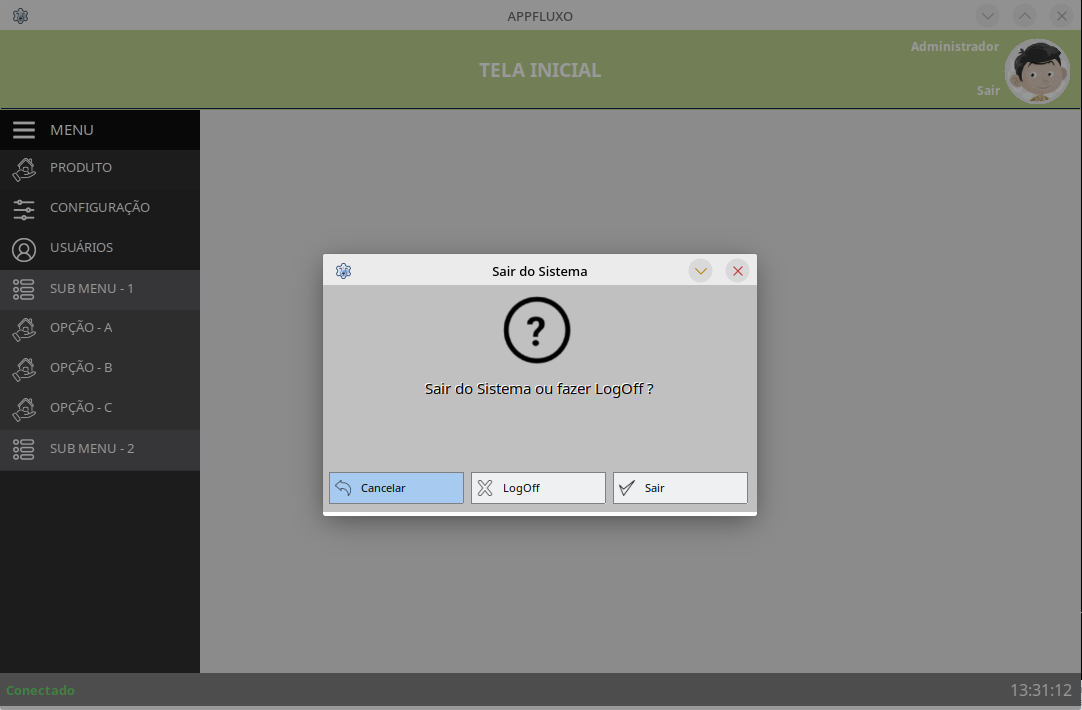 APPFLUXO
TELA INICIAL
Administrador
Sair
MENU
PRODUTO
CONFIGURAÇÃO
USUÁRIOS
SUB MENU - 1
OPÇÃO - A
OPÇÃO - B
OPÇÃO - C
SUB MENU - 2
Sair do Sistema
?
Sair do Sistema ou fazer LogOff ?
Cancelar
LogOff
Sair
Conectado
13:31:12